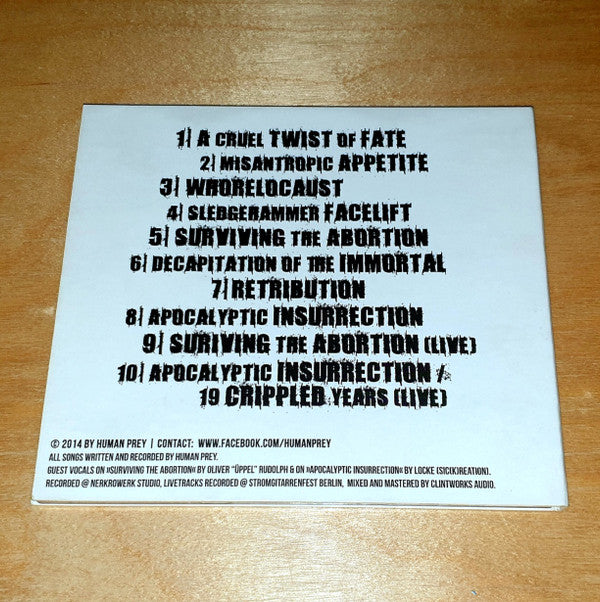 1| A CRUEL TWIST OF FATE
2| MISANTROPIC APPETITE
3| WHORELOCAUST
4| SLEDGEHAMMER FACELIFT
5| SURVIVING THE ABORTION
6| DECAPITATION OF THE IMMORTAL
7| RETRIBUTION
8| APOCALYPTIC INSURRECTION
9| SURIVING THE ABORTION (LIVE)
10| APOCALYPTIC INSURRECTION /
19 CRIPPLED YEARS (LIVE)
© 2014 BY HUMAN PREY | CONTACT: WWW.FACEBOOK.COM/HUMANPREY
ALL SONGS WRITTEN AND RECORDED BY HUMAN PREY.
GUEST VOCALS ON »SURVIVING THE ABORTION« BY OLIVER "ÜPPEL" RUDOLPH & ON »APOCALYPTIC INSURRECTION« BY LOCKE (S(C(K)REATION).
RECORDED @ NERKROWERK STUDIO, LIVETRACKS RECORDED @ STROMGITARRENFEST BERLIN, MIXED AND MASTERED BY CLINTWORKS AUDIO.